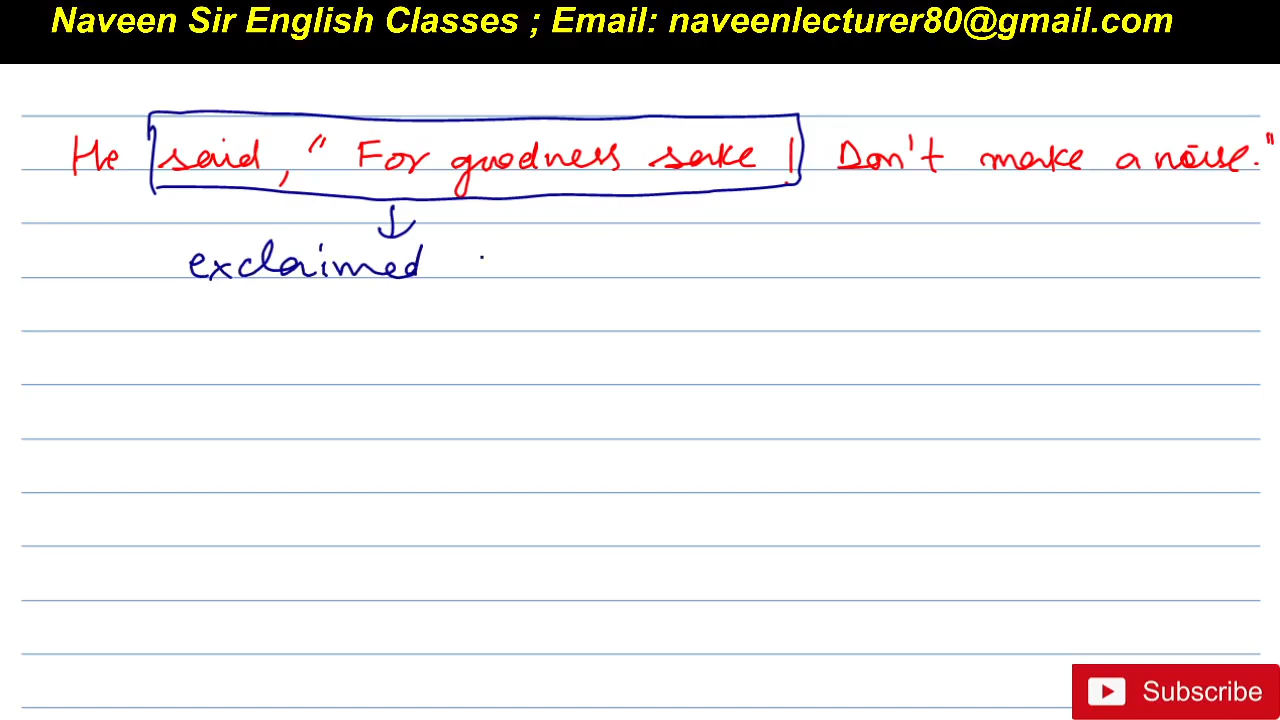 Naveen Sir English Classes ; Email: naveenlecturer80@gmail.com
He said, " For goodness sake ! Don't make a noise."
exclaimed
Subscribe